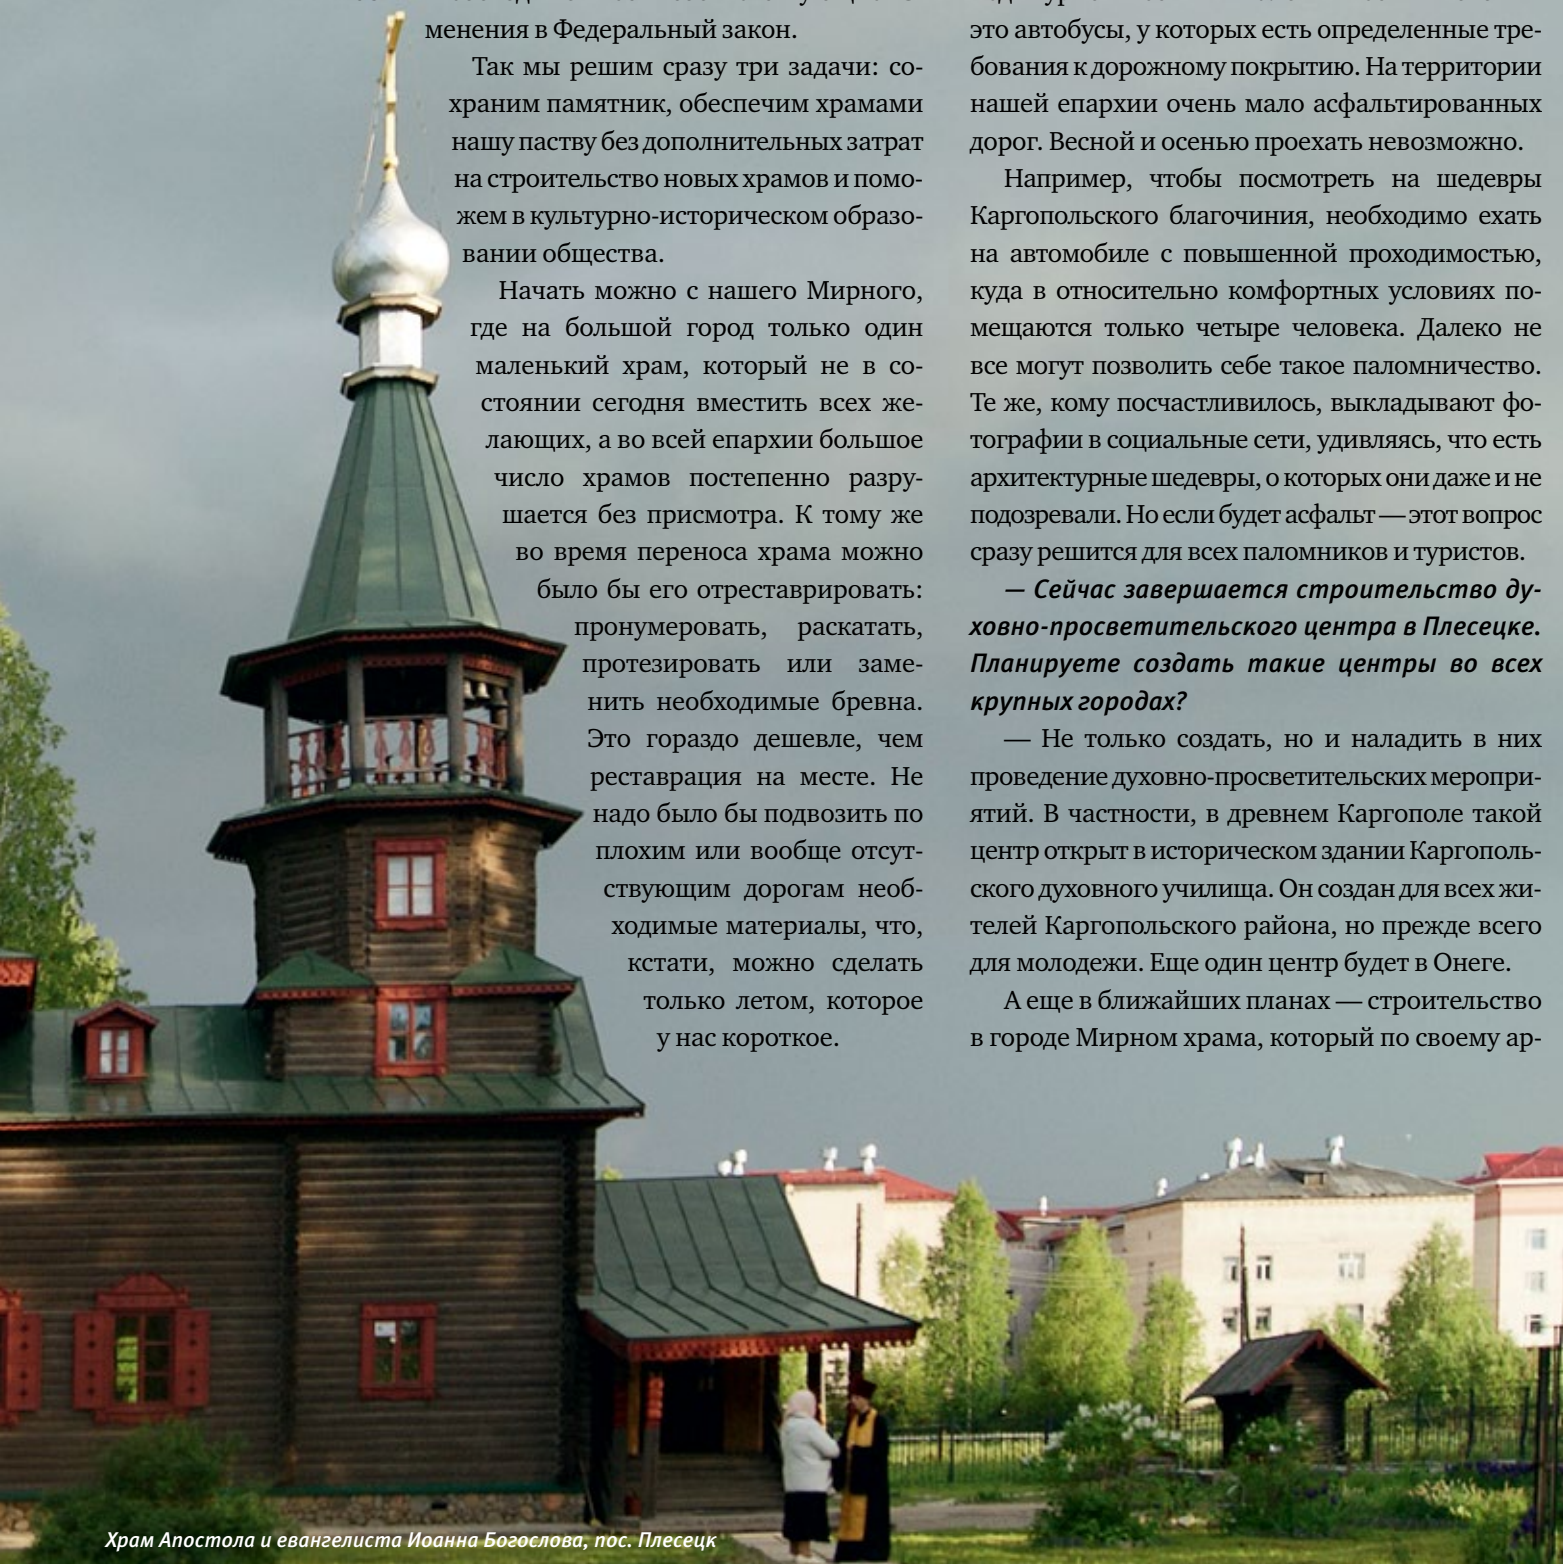 менения в Федеральный закон.
Так мы решим сразу три задачи: со-
храним памятник, обеспечим храмами
нашу паству без дополнительных затрат
на строительство новых храмов и помо-
жем в культурно-историческом образо-
вании общества.
Начать можно с нашего Мирного,
где на большой город только один
маленький храм, который не в со-
стоянии сегодня вместить всех же-
лающих, а во всей епархии большое
число храмов постепенно разру-
шается без присмотра. К тому же
во время переноса храма можно
было бы его отреставрировать:
пронумеровать, раскатать,
протезировать или заме-
нить необходимые бревна.
Это гораздо дешевле, чем
реставрация на месте. Не
надо было бы подвозить по
плохим или вообще отсут-
ствующим дорогам необ-
ходимые материалы, что,
кстати, можно сделать
только летом, которое
у нас короткое.
это автобусы, у которых есть определенные тре-
бования к дорожному покрытию. На территории
нашей епархии очень мало асфальтированных
дорог. Весной и осенью проехать невозможно.
Например, чтобы посмотреть на шедевры
Каргопольского благочиния, необходимо ехать
на автомобиле с повышенной проходимостью,
куда в относительно комфортных условиях по-
мещаются только четыре человека. Далеко не
все могут позволить себе такое паломничество.
Те же, кому посчастливилось, выкладывают фо-
тографии в социальные сети, удивляясь, что есть
архитектурные шедевры, о которых они даже и не
подозревали. Но если будет асфальт — этот вопрос
сразу решится для всех паломников и туристов.
— Сейчас завершается строительство ду-
ховно-просветительского центра в Плесецке.
Планируете создать такие центры во всех
крупных городах?
— Не только создать, но и наладить в них
проведение духовно-просветительских меропри-
ятий. В частности, в древнем Каргополе такой
центр открыт в историческом здании Каргополь-
ского духовного училища. Он создан для всех жи-
телей Каргопольского района, но прежде всего
для молодежи. Еще один центр будет в Онеге.
А еще в ближайших планах — строительство
в городе Мирном храма, который по своему ар-
Храм Апостола и евангелиста Иоанна Богослова, пос. Плесецк